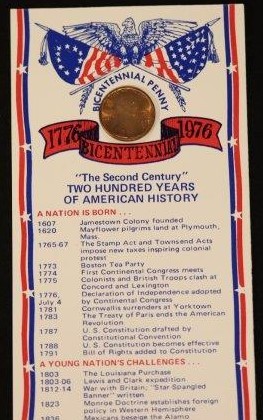 BICENTENNIAL PENNY
1776 BICENTENNIAL 1976
"The Second Century"
TWO HUNDRED YEARS
OF AMERICAN HISTORY
A NATION IS BORN . . .
1607 Jamestown Colony founded
1620 Mayflower pilgrims land at Plymouth,
Mass.
1765-67 The Stamp Act and Townsend Acts
impose new taxes inspiring colonial
protest
1773 Boston Tea Party
1774 First Continental Congress meets
1775 Colonists and British Troops clash at
Concord and Lexington
1776, Declaration of Independence adopted
July 4 by Continental Congress
1781 Cornwallis surrenders at Yorktown
1783 The Treaty of Paris ends the American
Revolution
1787 U.S. Constitution drafted by
Constitutional Convention
1788 U.S. Constitution becomes effective
1791 Bill of Rights added to Constitution
A YOUNG NATION'S CHALLENGES . . .
1803 The Louisiana Purchase
1803-06 Lewis and Clark expedition
1812-14 War with Britain, "Star Spangled
Banner" written
1823 Monroe Doctrine establishes foreign
policy in Western Hemisphere
1836 Mexicans besiege the Alamo